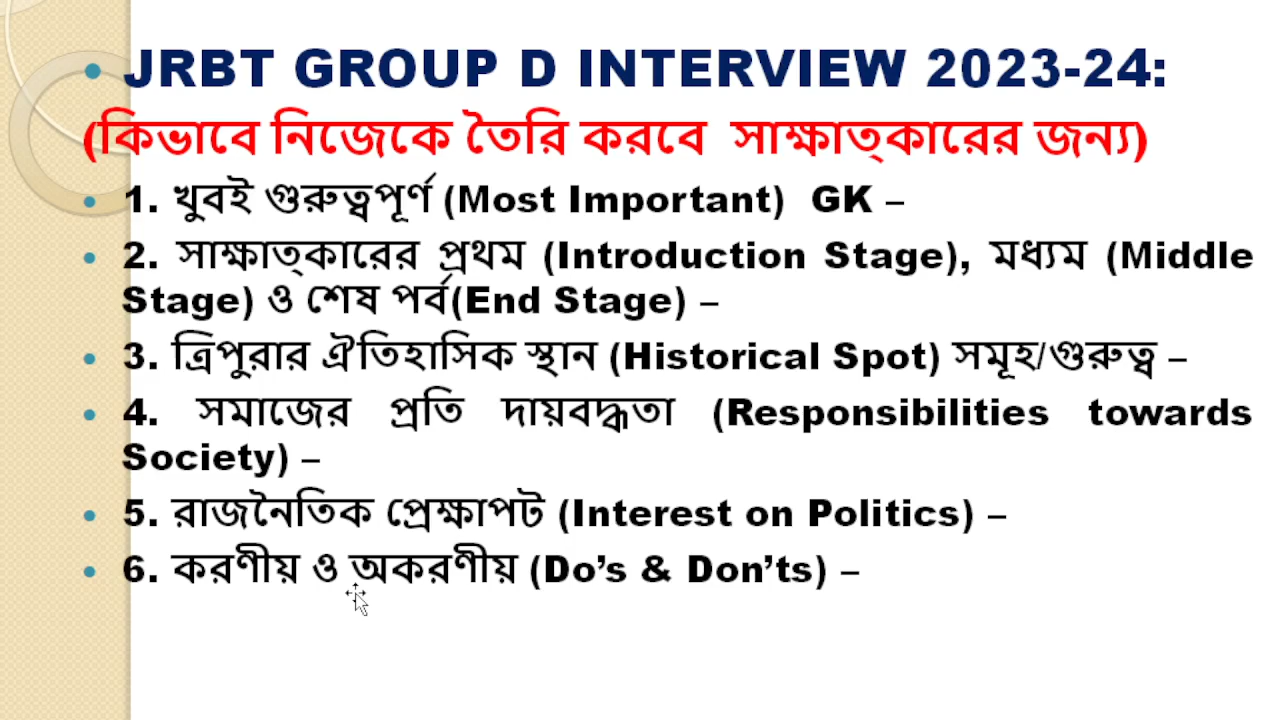 • JRBT GROUP D INTERVIEW 2023-24:
(কিভাবে নিজেকে তৈরি করবে সাক্ষাত্কারের জন্য)
• 1. খুবই গুরুত্বপূর্ণ (Most Important) GK –
• 2. সাক্ষাত্কারের প্রথম (Introduction Stage), মধ্যম (Middle
Stage) ও শেষ পর্ব(End Stage) –
• 3. ত্রিপুরার ঐতিহাসিক স্থান (Historical Spot) সমূহ/গুরুত্ব –
• 4. সমাজের প্রতি দায়বদ্ধতা (Responsibilities towards
Society) –
• 5. রাজনৈতিক প্রেক্ষাপট (Interest on Politics) –
• 6. করণীয় ও অকরণীয় (Do’s & Don’ts) –